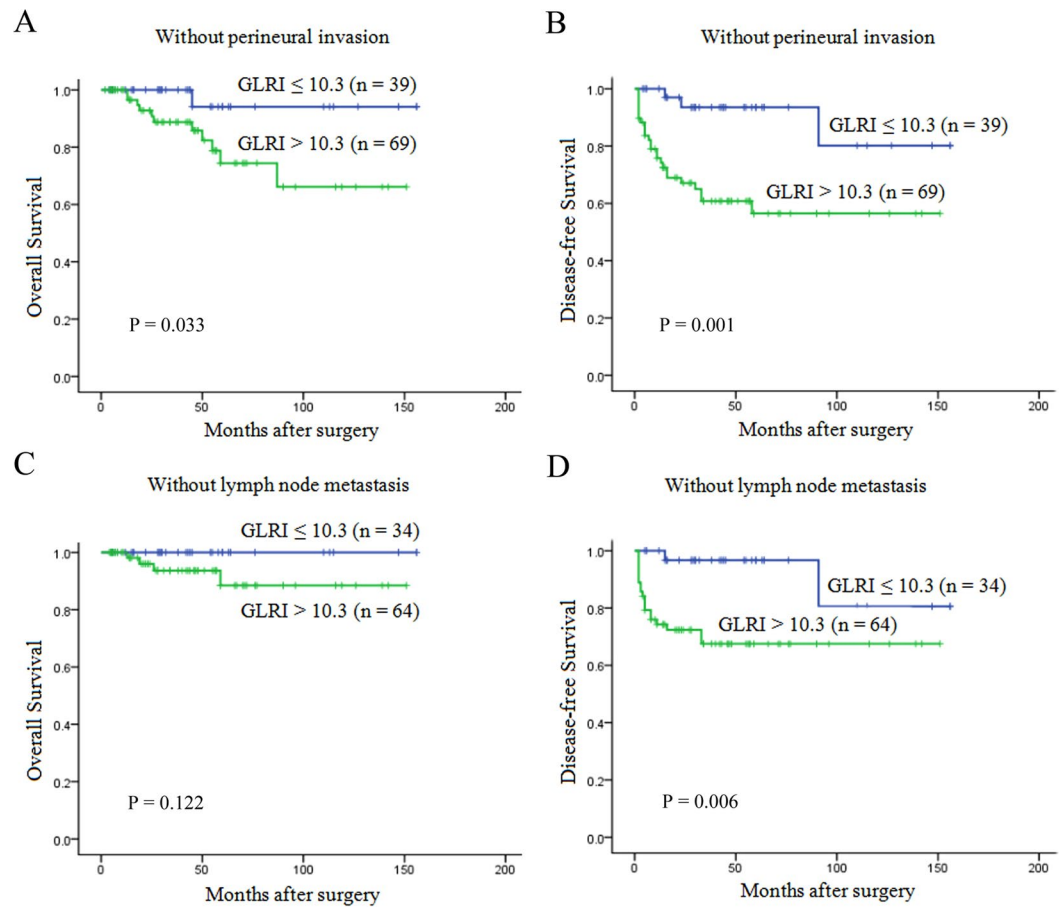 A
Without perineural invasion
GLRI ≤ 10.3 (n = 39)
GLRI > 10.3 (n = 69)
1.0
0.8
0.6
0.4
0.2
0.0
Overall Survival
P = 0.033
0
50
100
150
200
Months after surgery
B
Without perineural invasion
GLRI ≤ 10.3 (n = 39)
GLRI > 10.3 (n = 69)
1.0
0.8
0.6
0.4
0.2
0.0
Disease-free Survival
P = 0.001
0
50
100
150
200
Months after surgery
C
Without lymph node metastasis
GLRI ≤ 10.3 (n = 34)
GLRI > 10.3 (n = 64)
1.0
0.8
0.6
0.4
0.2
0.0
Overall Survival
P = 0.122
0
50
100
150
200
Months after surgery
D
Without lymph node metastasis
GLRI ≤ 10.3 (n = 34)
GLRI > 10.3 (n = 64)
1.0
0.8
0.6
0.4
0.2
0.0
Disease-free Survival
P = 0.006
0
50
100
150
200
Months after surgery